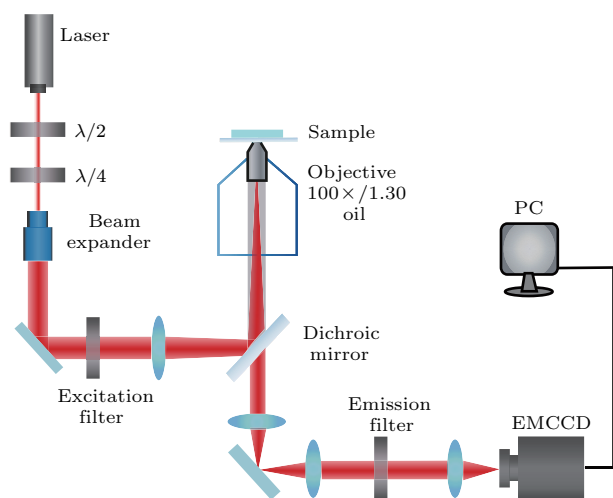 Laser
λ/2
λ/4
Beam
expander
Sample
Objective
100×/1.30
oil
PC
Dichroic
mirror
Excitation
filter
Emission
filter
EMCCD